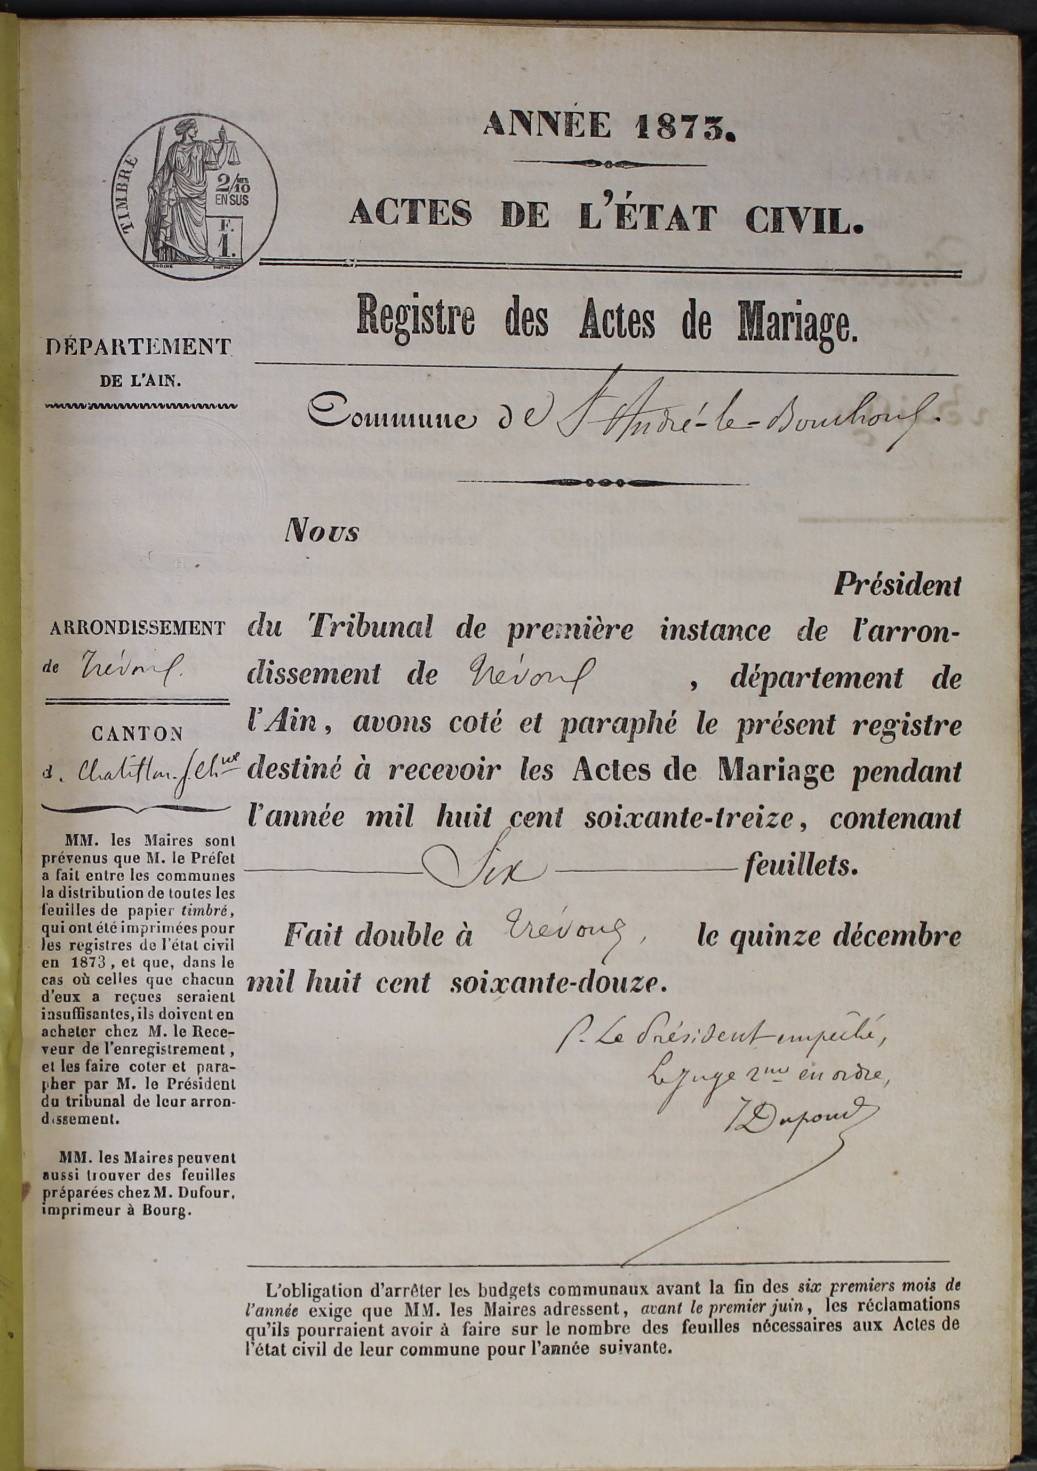 ANNÉE 1873.
TIMBRE
2/10 EN SUS
F. 1.
ACTES DE L'ÉTAT CIVIL.
Registre des Actes de Mariage.
DÉPARTEMENT
DE L'AIN.
Commune de St André-le-Bouchoux.
Nous
Président
du Tribunal de première instance de l'arron-
dissement de Trévoux , département de
l'Ain, avons coté et paraphé le présent registre
destiné à recevoir les Actes de Mariage pendant
l'année mil huit cent soixante-treize, contenant
Six feuillets.
Fait double à Trévoux, le quinze décembre
mil huit cent soixante-douze.
P. Le Président empêché,
Le Juge 2me en ordre,
Dupond
ARRONDISSEMENT
de Trévoux.
CANTON
d. Chatillon s/ Chne
MM. les Maires sont
prévenus que M. le Préfet
a fait entre les communes
la distribution de toutes les
feuilles de papier timbré,
qui ont été imprimées pour
les registres de l'état civil
en 1873, et que, dans le
cas où celles que chacun
d'eux a reçues seraient
insuffisantes, ils doivent en
acheter chez M. le Rece-
veur de l'enregistrement,
et les faire coter et para-
pher par M. le Président
du tribunal de leur arron-
dissement.
MM. les Maires peuvent
aussi trouver des feuilles
préparées chez M. Dufour,
imprimeur à Bourg.
L'obligation d'arrêter les budgets communaux avant la fin des six premiers mois de
l'année exige que MM. les Maires adressent, avant le premier juin, les réclamations
qu'ils pourraient avoir à faire sur le nombre des feuilles nécessaires aux Actes de
l'état civil de leur commune pour l'année suivante.